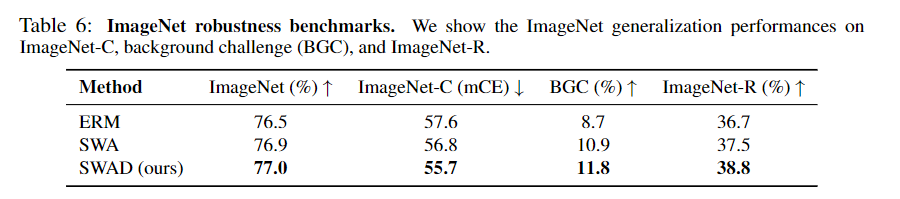 Table 6: ImageNet robustness benchmarks. We show the ImageNet generalization performances on
ImageNet-C, background challenge (BGC), and ImageNet-R.
Method ImageNet (%) ↑ ImageNet-C (mCE) ↓ BGC (%) ↑ ImageNet-R (%) ↑
ERM 76.5 57.6 8.7 36.7
SWA 76.9 56.8 10.9 37.5
SWAD (ours) 77.0 55.7 11.8 38.8